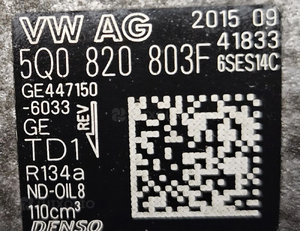 VW AG
2015 09
41833
5Q0 820 803F
6SES14C
GE447150
-6033
GE
REV
TD1
R134a
ND-OIL8
110cm³
DENSO